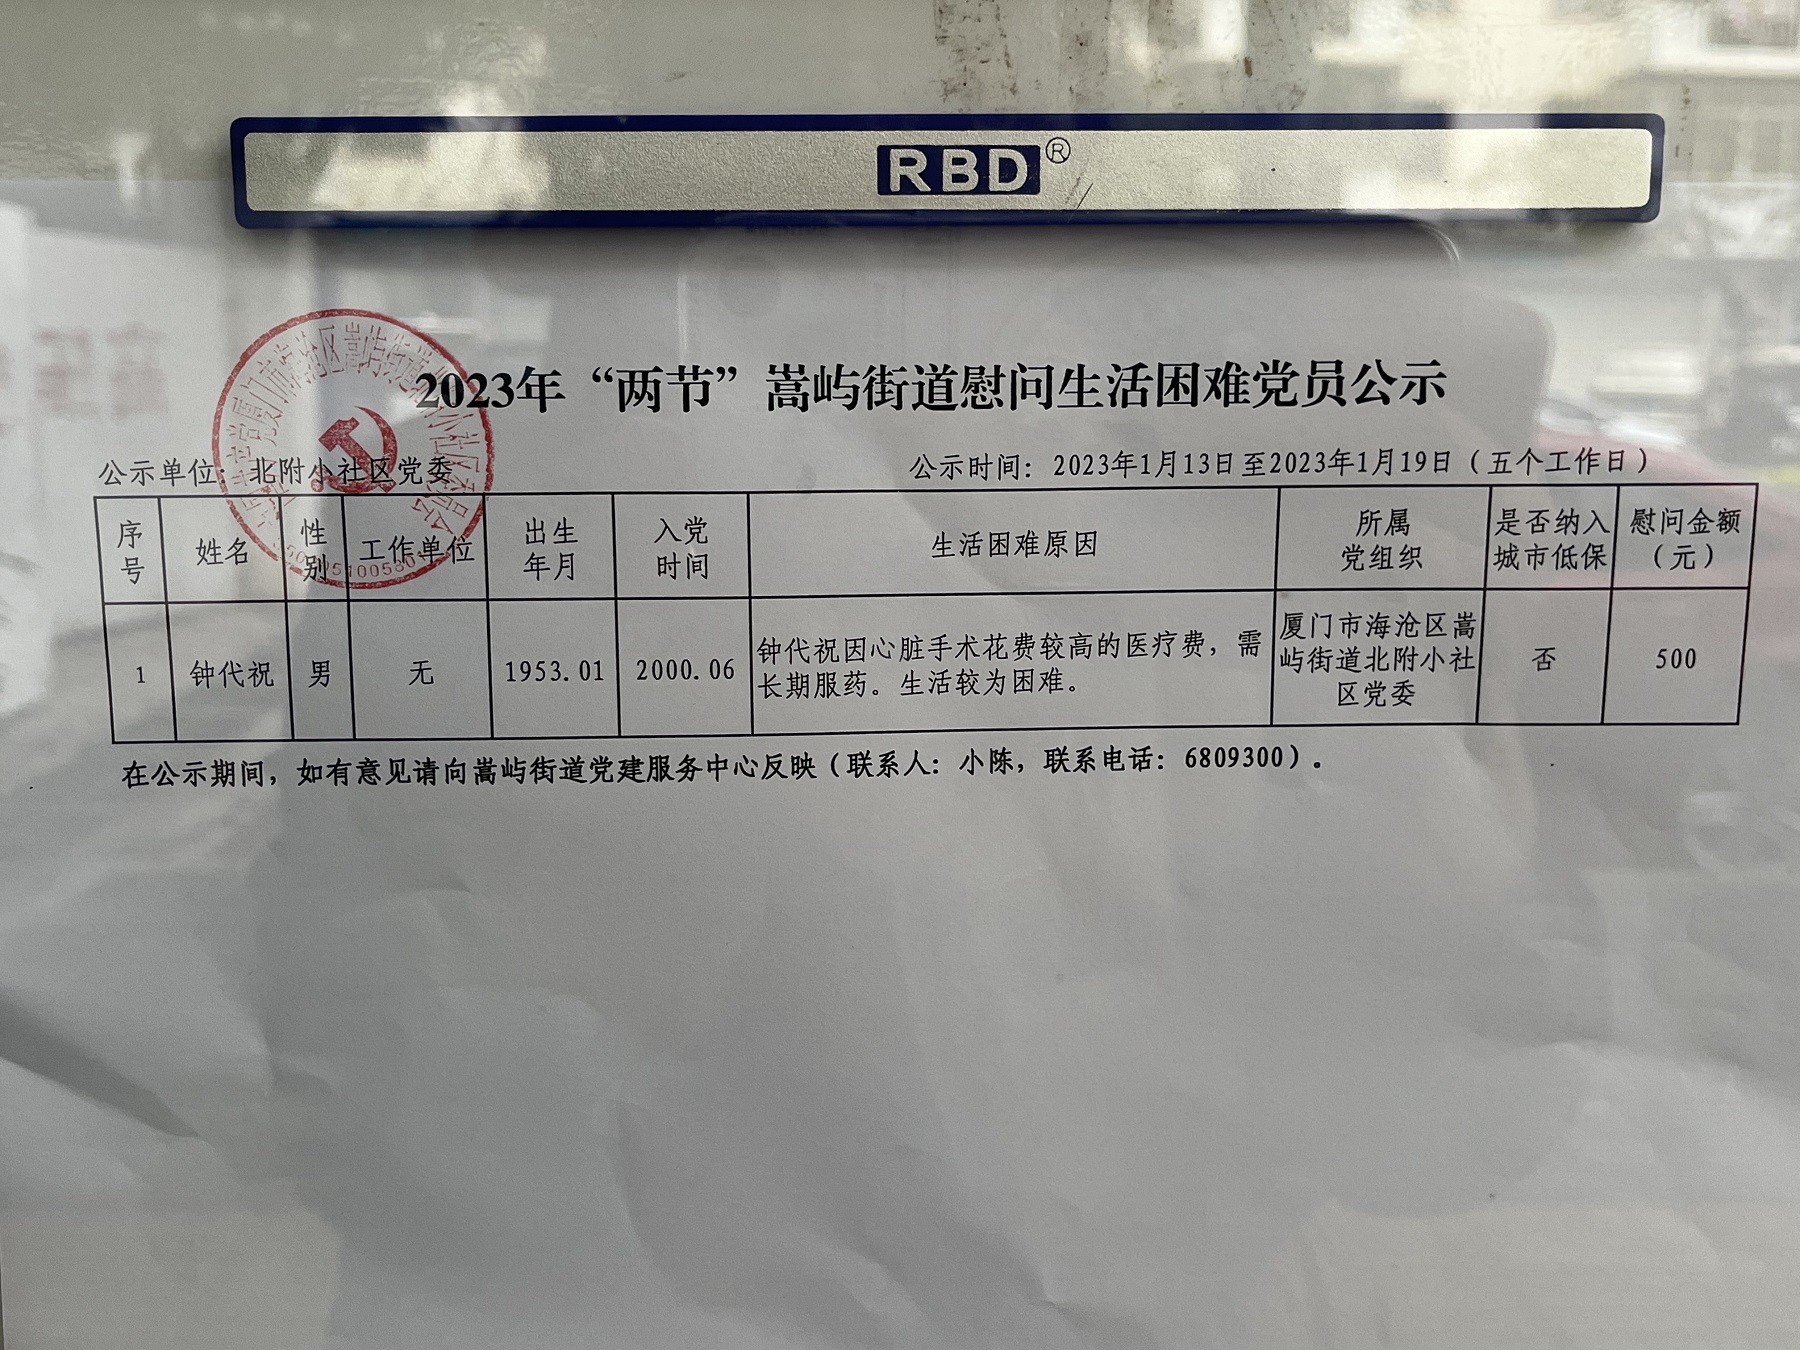 RBD®
2023年“两节”嵩屿街道慰问生活困难党员公示
公示单位：北附小社区党委
公示时间：2023年1月13日至2023年1月19日（五个工作日）
序号 姓名 性别 工作单位 出生年月 入党时间 生活困难原因 所属党组织 是否纳入城市低保 慰问金额（元）
1 钟代祝 男 无 1953.01 2000.06 钟代祝因心脏手术花费较高的医疗费，需长期服药。生活较为困难。 厦门市海沧区嵩屿街道北附小社区党委 否 500
在公示期间，如有意见请向嵩屿街道党建服务中心反映（联系人：小陈，联系电话：6809300）。